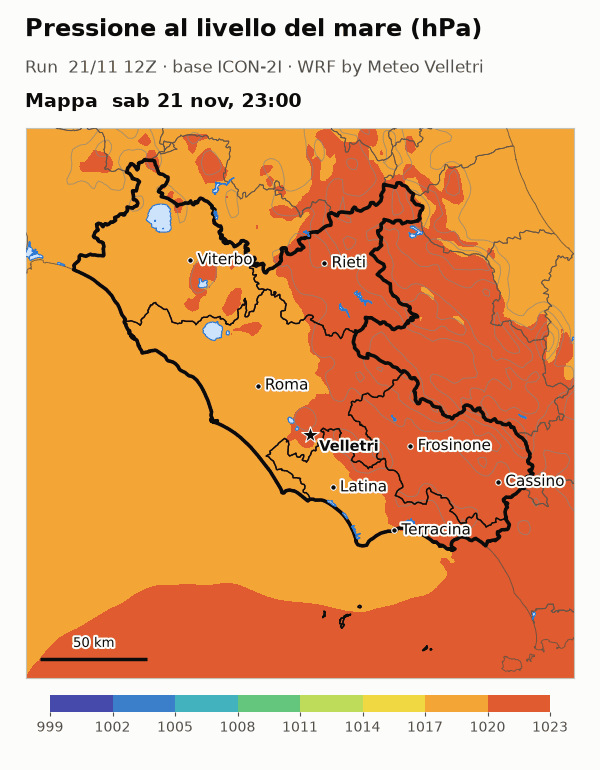 Pressione al livello del mare (hPa)
Run  21/11 12Z · base ICON-2I · WRF by Meteo Velletri
Mappa  sab 21 nov, 23:00
Viterbo
Rieti
Roma
Velletri
Frosinone
Cassino
Latina
Terracina
50 km
999 1002 1005 1008 1011 1014 1017 1020 1023